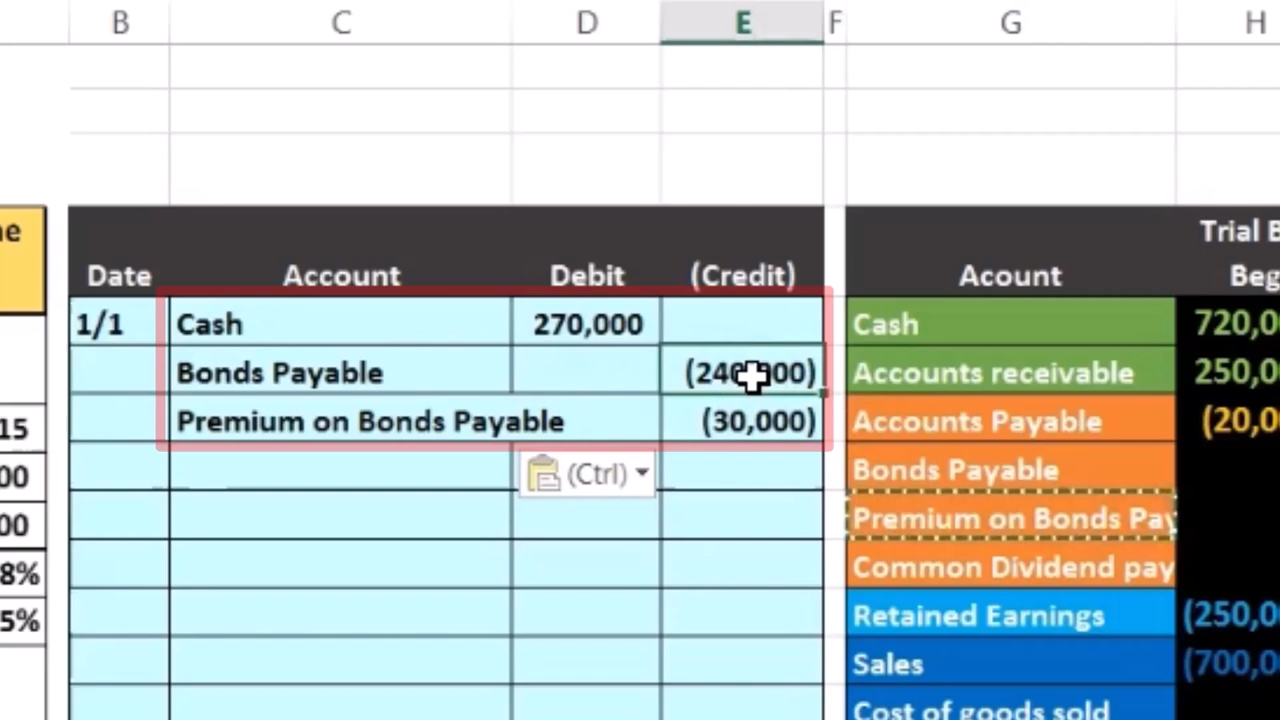 B C D E F G H
ne
Trial B
Date Account Debit (Credit) Acount Beg
1/1 Cash 270,000 Cash 720,0
Bonds Payable Accounts receivable 250,0
15 Premium on Bonds Payable (30,000) Accounts Payable (20,0
00 (Ctrl) Bonds Payable
00 Premium on Bonds Pay
8% Common Dividend pay
5% Retained Earnings (250,0
Sales (700,0
Cost of goods sold